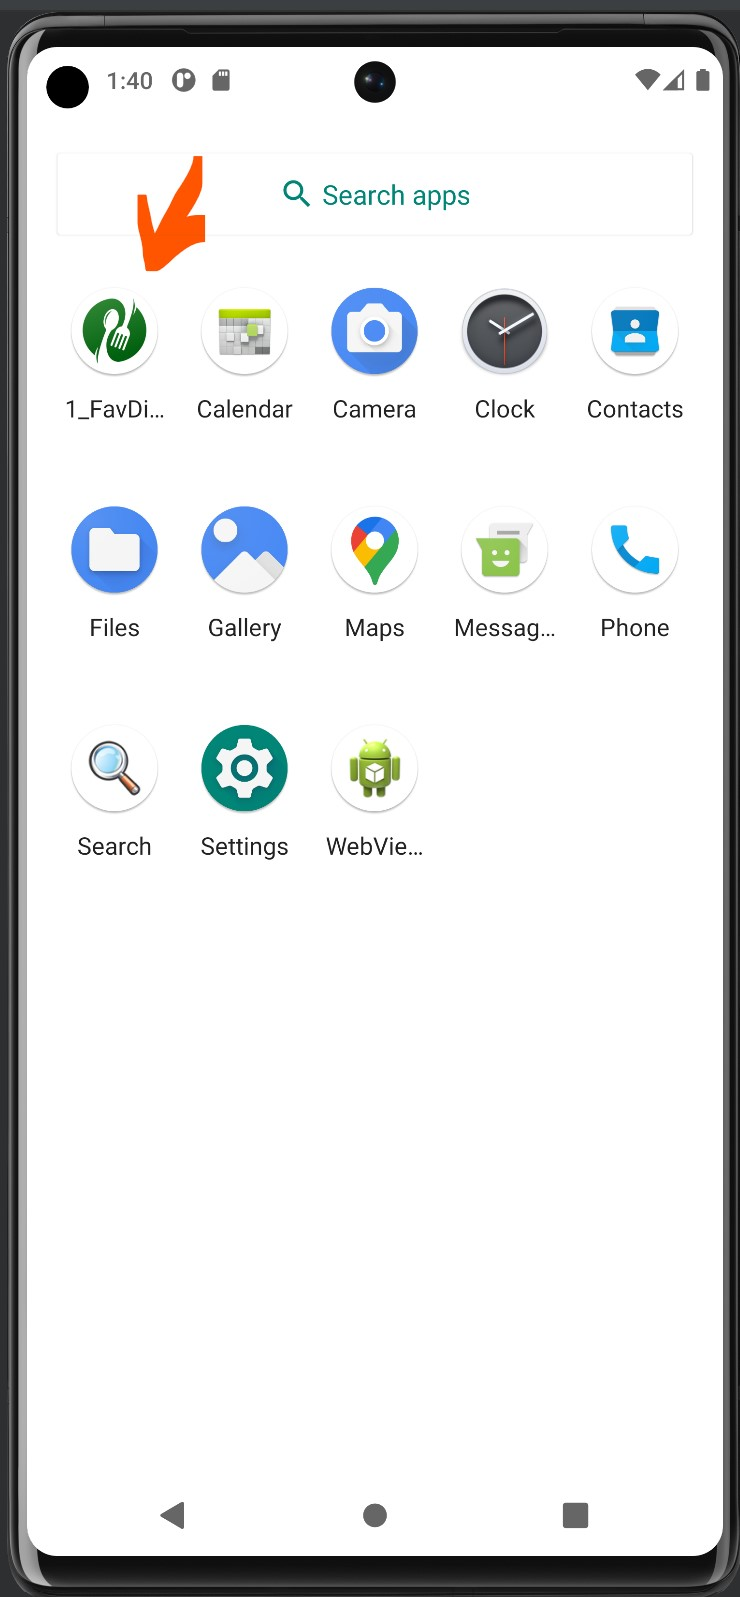 1:40
Search apps
1_FavDi...
Calendar
Camera
Clock
Contacts
Files
Gallery
Maps
Messag...
Phone
Search
Settings
WebVie...